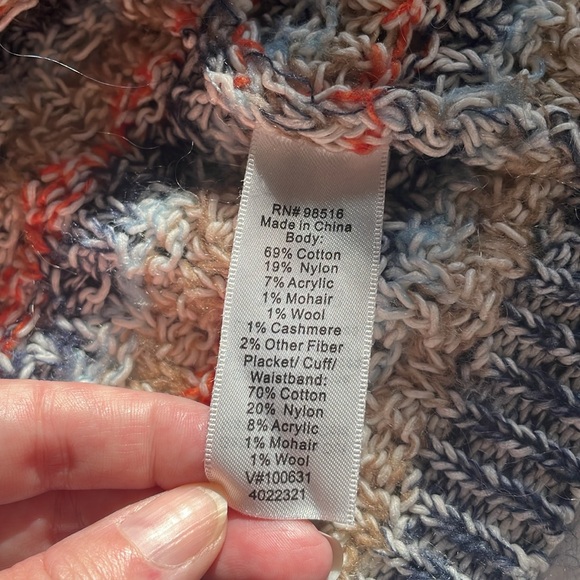 RN# 98516
Made in China
Body:
69% Cotton
19% Nylon
7% Acrylic
1% Mohair
1% Wool
1% Cashmere
2% Other Fiber
Placket/ Cuff/
Waistband:
70% Cotton
20% Nylon
8% Acrylic
1% Mohair
1% Wool
V#100631
4022321